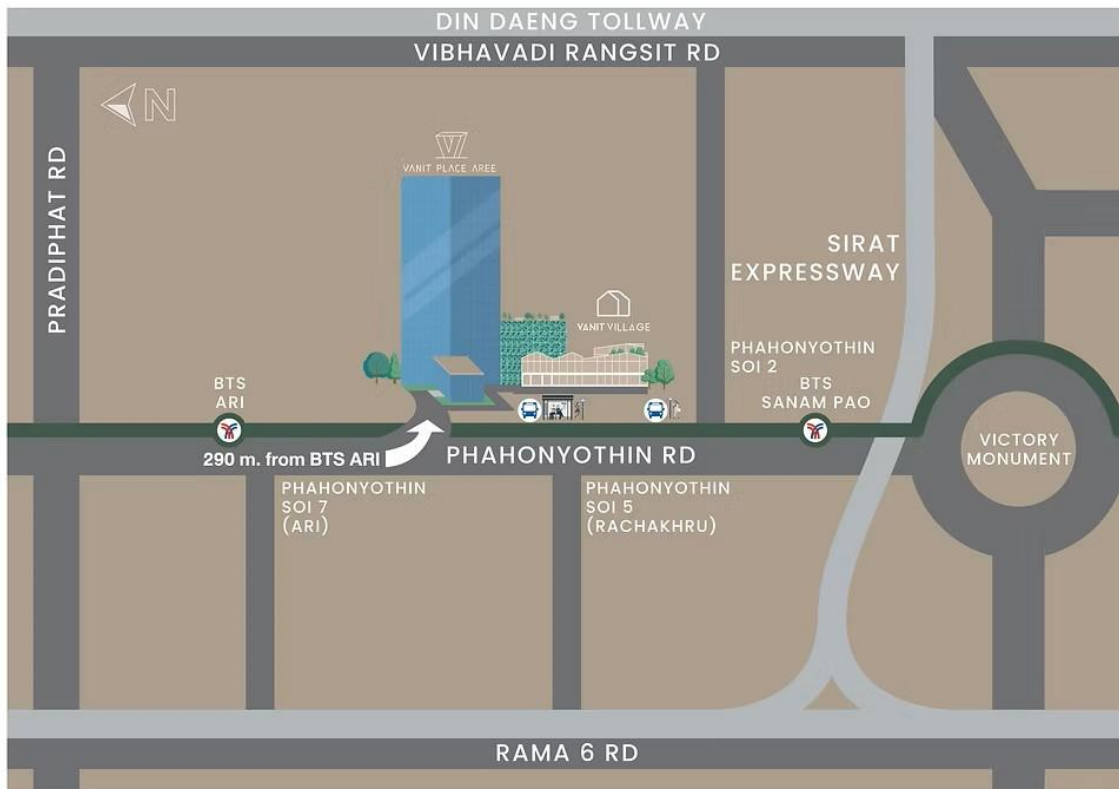 DIN DAENG TOLLWAY
VIBHAVADI RANGSIT RD
N
PRADIPHAT RD
VANIT PLACE AREE
SIRAT
EXPRESSWAY
VANIT VILLAGE
PHAHONYOTHIN
SOI 2
BTS
ARI
BTS
SANAM PAO
290 m. from BTS ARI
PHAHONYOTHIN RD
VICTORY
MONUMENT
PHAHONYOTHIN
SOI 7
(ARI)
PHAHONYOTHIN
SOI 5
(RACHAKHRU)
RAMA 6 RD